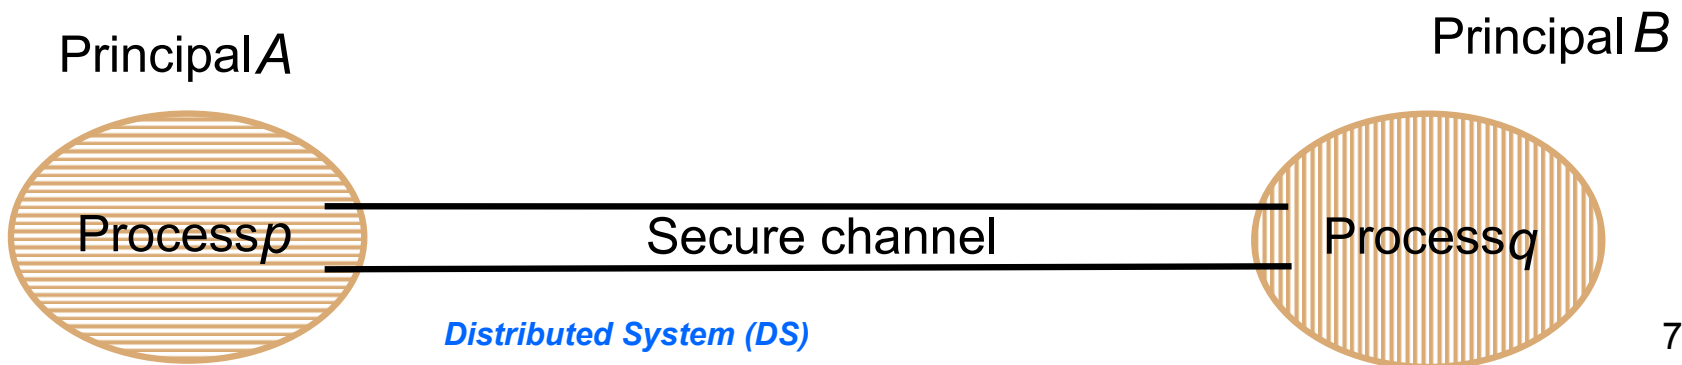 Principal A
Principal B
Process p
Secure channel
Process q
Distributed System (DS)
7